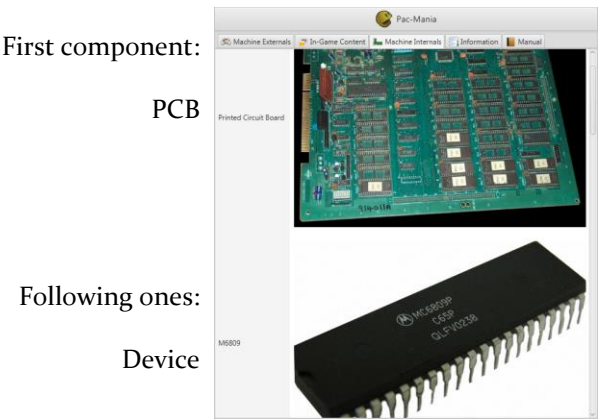 Pac-Mania
Machine Externals In-Game Content Machine Internals Information Manual
First component:
PCB
Printed Circuit Board
Following ones:
Device
M6809
MC6809P
C65P
QLFV0238